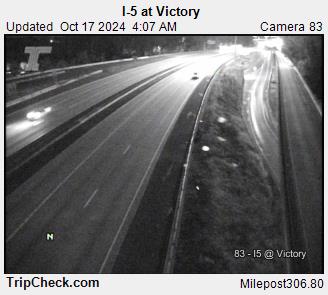 I-5 at Victory
Updated Oct 17 2024 4:07 AM Camera 83
T
N
83 - I5 @ Victory
TripCheck.com Milepost306.80